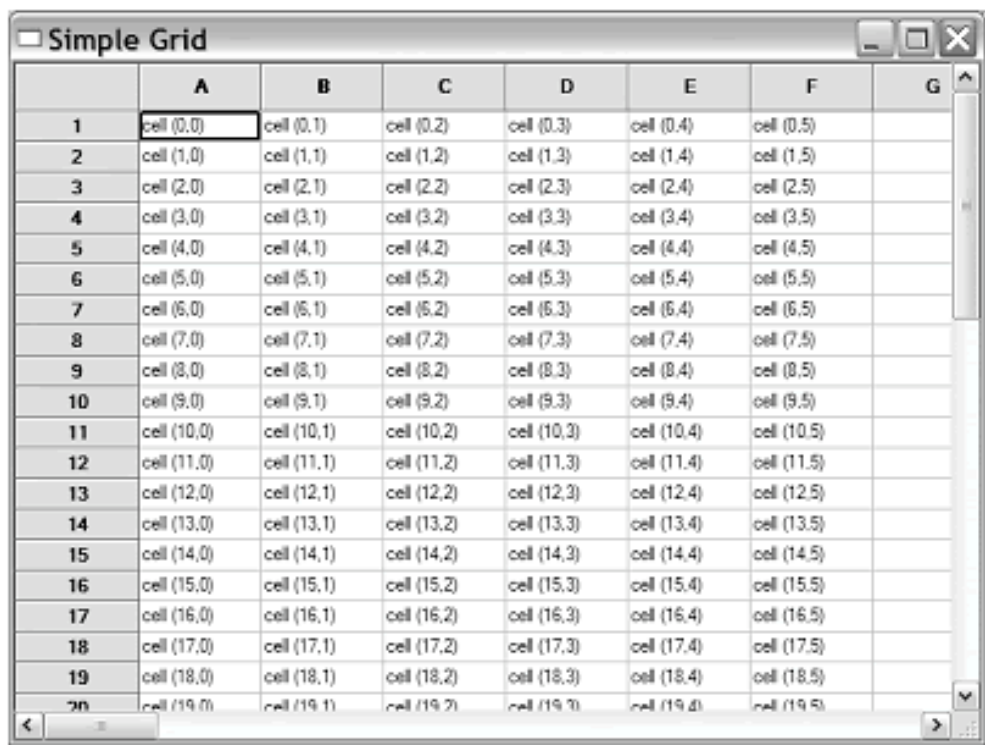 Simple Grid
A B C D E F G
1 cell (0,0) cell (0,1) cell (0,2) cell (0,3) cell (0,4) cell (0,5)
2 cell (1,0) cell (1,1) cell (1,2) cell (1,3) cell (1,4) cell (1,5)
3 cell (2,0) cell (2,1) cell (2,2) cell (2,3) cell (2,4) cell (2,5)
4 cell (3,0) cell (3,1) cell (3,2) cell (3,3) cell (3,4) cell (3,5)
5 cell (4,0) cell (4,1) cell (4,2) cell (4,3) cell (4,4) cell (4,5)
6 cell (5,0) cell (5,1) cell (5,2) cell (5,3) cell (5,4) cell (5,5)
7 cell (6,0) cell (6,1) cell (6,2) cell (6,3) cell (6,4) cell (6,5)
8 cell (7,0) cell (7,1) cell (7,2) cell (7,3) cell (7,4) cell (7,5)
9 cell (8,0) cell (8,1) cell (8,2) cell (8,3) cell (8,4) cell (8,5)
10 cell (9,0) cell (9,1) cell (9,2) cell (9,3) cell (9,4) cell (9,5)
11 cell (10,0) cell (10,1) cell (10,2) cell (10,3) cell (10,4) cell (10,5)
12 cell (11,0) cell (11,1) cell (11,2) cell (11,3) cell (11,4) cell (11,5)
13 cell (12,0) cell (12,1) cell (12,2) cell (12,3) cell (12,4) cell (12,5)
14 cell (13,0) cell (13,1) cell (13,2) cell (13,3) cell (13,4) cell (13,5)
15 cell (14,0) cell (14,1) cell (14,2) cell (14,3) cell (14,4) cell (14,5)
16 cell (15,0) cell (15,1) cell (15,2) cell (15,3) cell (15,4) cell (15,5)
17 cell (16,0) cell (16,1) cell (16,2) cell (16,3) cell (16,4) cell (16,5)
18 cell (17,0) cell (17,1) cell (17,2) cell (17,3) cell (17,4) cell (17,5)
19 cell (18,0) cell (18,1) cell (18,2) cell (18,3) cell (18,4) cell (18,5)
20 cell (19,0) cell (19,1) cell (19,2) cell (19,3) cell (19,4) cell (19,5)